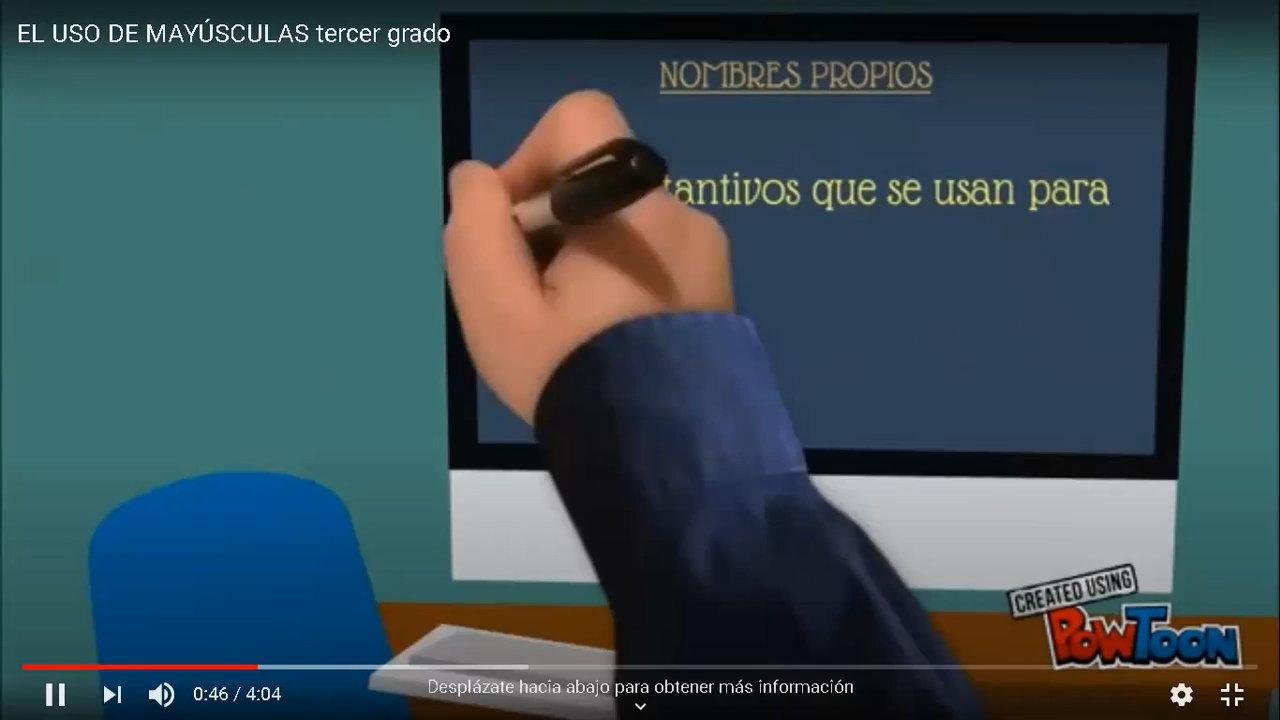 EL USO DE MAYÚSCULAS tercer grado
NOMBRES PROPIOS
que se usan para
CREATED USING
POWTOON
0:46 / 4:04
Desplázate hacia abajo para obtener más información